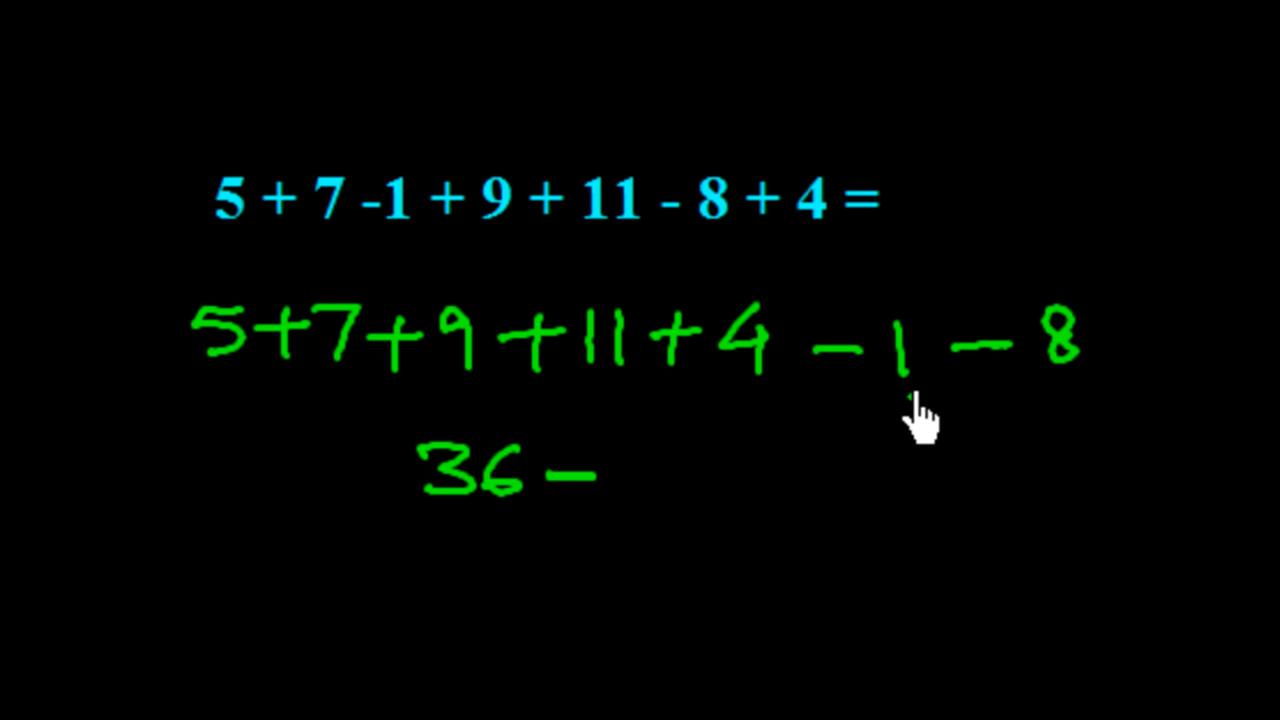 5 + 7 -1 + 9 + 11 - 8 + 4 =
5+7+9+11+4 - 1 - 8
36 -